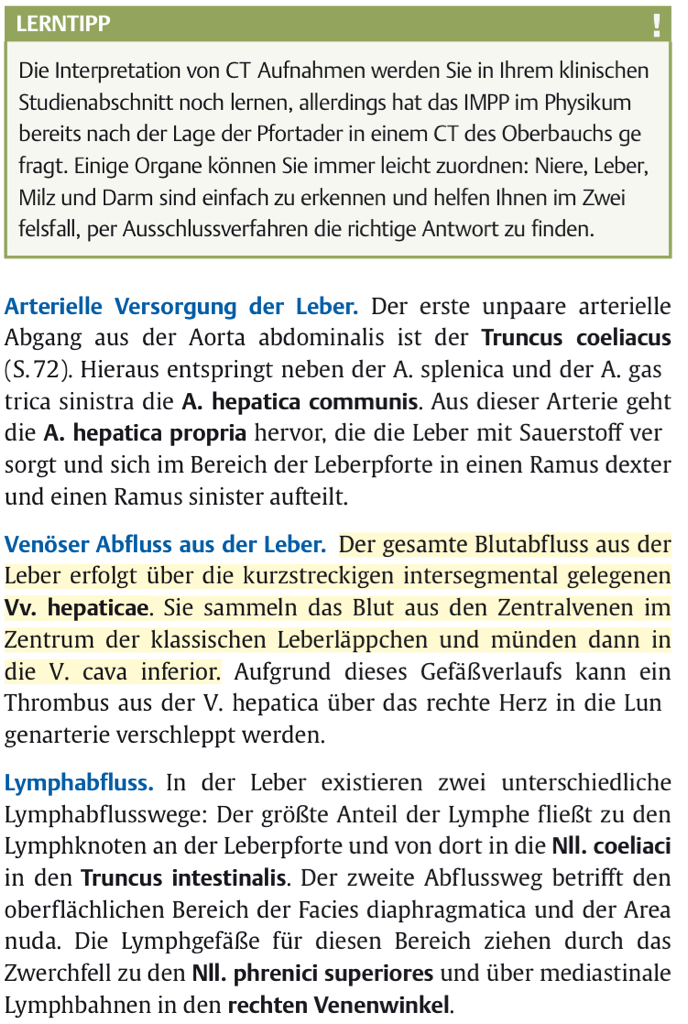 LERNTIPP !
Die Interpretation von CT Aufnahmen werden Sie in Ihrem klinischen
Studienabschnitt noch lernen, allerdings hat das IMPP im Physikum
bereits nach der Lage der Pfortader in einem CT des Oberbauchs ge
fragt. Einige Organe können Sie immer leicht zuordnen: Niere, Leber,
Milz und Darm sind einfach zu erkennen und helfen Ihnen im Zwei
felsfall, per Ausschlussverfahren die richtige Antwort zu finden.
Arterielle Versorgung der Leber. Der erste unpaare arterielle
Abgang aus der Aorta abdominalis ist der Truncus coeliacus
(S. 72). Hieraus entspringt neben der A. splenica und der A. gas
trica sinistra die A. hepatica communis. Aus dieser Arterie geht
die A. hepatica propria hervor, die die Leber mit Sauerstoff ver
sorgt und sich im Bereich der Leberpforte in einen Ramus dexter
und einen Ramus sinister aufteilt.
Venöser Abfluss aus der Leber. Der gesamte Blutabfluss aus der
Leber erfolgt über die kurzstreckigen intersegmental gelegenen
Vv. hepaticae. Sie sammeln das Blut aus den Zentralvenen im
Zentrum der klassischen Leberläppchen und münden dann in
die V. cava inferior. Aufgrund dieses Gefäßverlaufs kann ein
Thrombus aus der V. hepatica über das rechte Herz in die Lun
genarterie verschleppt werden.
Lymphabfluss. In der Leber existieren zwei unterschiedliche
Lymphabflusswege: Der größte Anteil der Lymphe fließt zu den
Lymphknoten an der Leberpforte und von dort in die Nll. coeliaci
in den Truncus intestinalis. Der zweite Abflussweg betrifft den
oberflächlichen Bereich der Facies diaphragmatica und der Area
nuda. Die Lymphgefäße für diesen Bereich ziehen durch das
Zwerchfell zu den Nll. phrenici superiores und über mediastinale
Lymphbahnen in den rechten Venenwinkel.